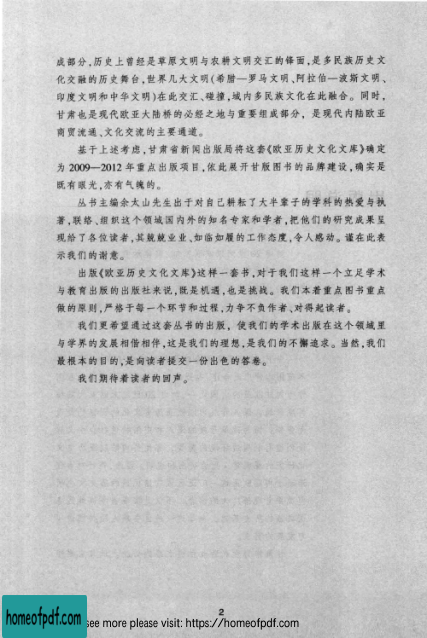 成部分,历史上曾经是草原文明与农耕文明交汇的锋面,是多民族历史文
化交融的历史舞台,世界几大文明(希腊—罗马文明、阿拉伯—波斯文明、
印度文明和中华文明)在此交汇、碰撞,域内多民族文化在此融合。同时,
甘肃也是现代欧亚大陆桥的必经之地与重要组成部分,是现代内陆欧亚
商贸流通、文化交流的主要通道。
基于上述考虑,甘肃省新闻出版局将这套《欧亚历史文化文库》确定
为2009—2012年重点出版项目,依此展开甘版图书的品牌建设,确实是
既有眼光,亦有气魄的。
丛书主编余太山先生出于对自己耕耘了大半辈子的学科的热爱与执
著,联络、组织这个领域国内外的知名专家和学者,把他们的研究成果呈
现给了各位读者,其兢兢业业、如临如履的工作态度,令人感动。谨在此表
示我们的谢意。
出版《欧亚历史文化文库》这样一套书,对于我们这样一个立足学术
与教育出版的出版社来说,既是机遇,也是挑战。我们本着重点图书重点
做的原则,严格于每一个环节和过程,力争不负作者、对得起读者。
我们更希望通过这套丛书的出版,使我们的学术出版在这个领域里
与学界的发展相偕相伴,这是我们的理想,是我们的不懈追求。当然,我们
最根本的目的,是向读者提交一份出色的答卷。
我们期待着读者的回声。
2
homeofpdf.com
see more please visit: https://homeofpdf.com